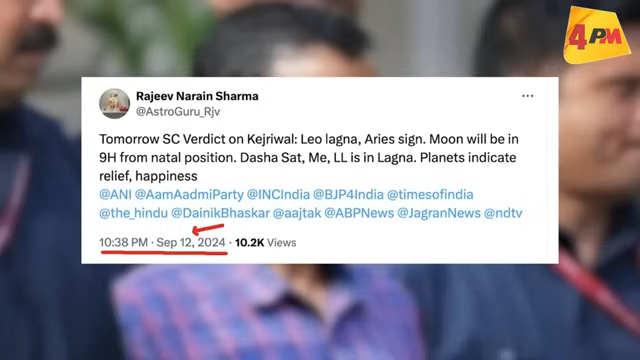 4 PM
Rajeev Narain Sharma
@AstroGuru_Rjv
Tomorrow SC Verdict on Kejriwal: Leo lagna, Aries sign. Moon will be in
9H from natal position. Dasha Sat, Me, LL is in Lagna. Planets indicate
relief, happiness
@ANI @AamAadmiParty @INCIndia @BJP4India @timesofindia
@the_hindu @DainikBhaskar @aajtak @ABPNews @JagranNews @ndtv
10:38 PM · Sep 12, 2024 · 10.2K Views